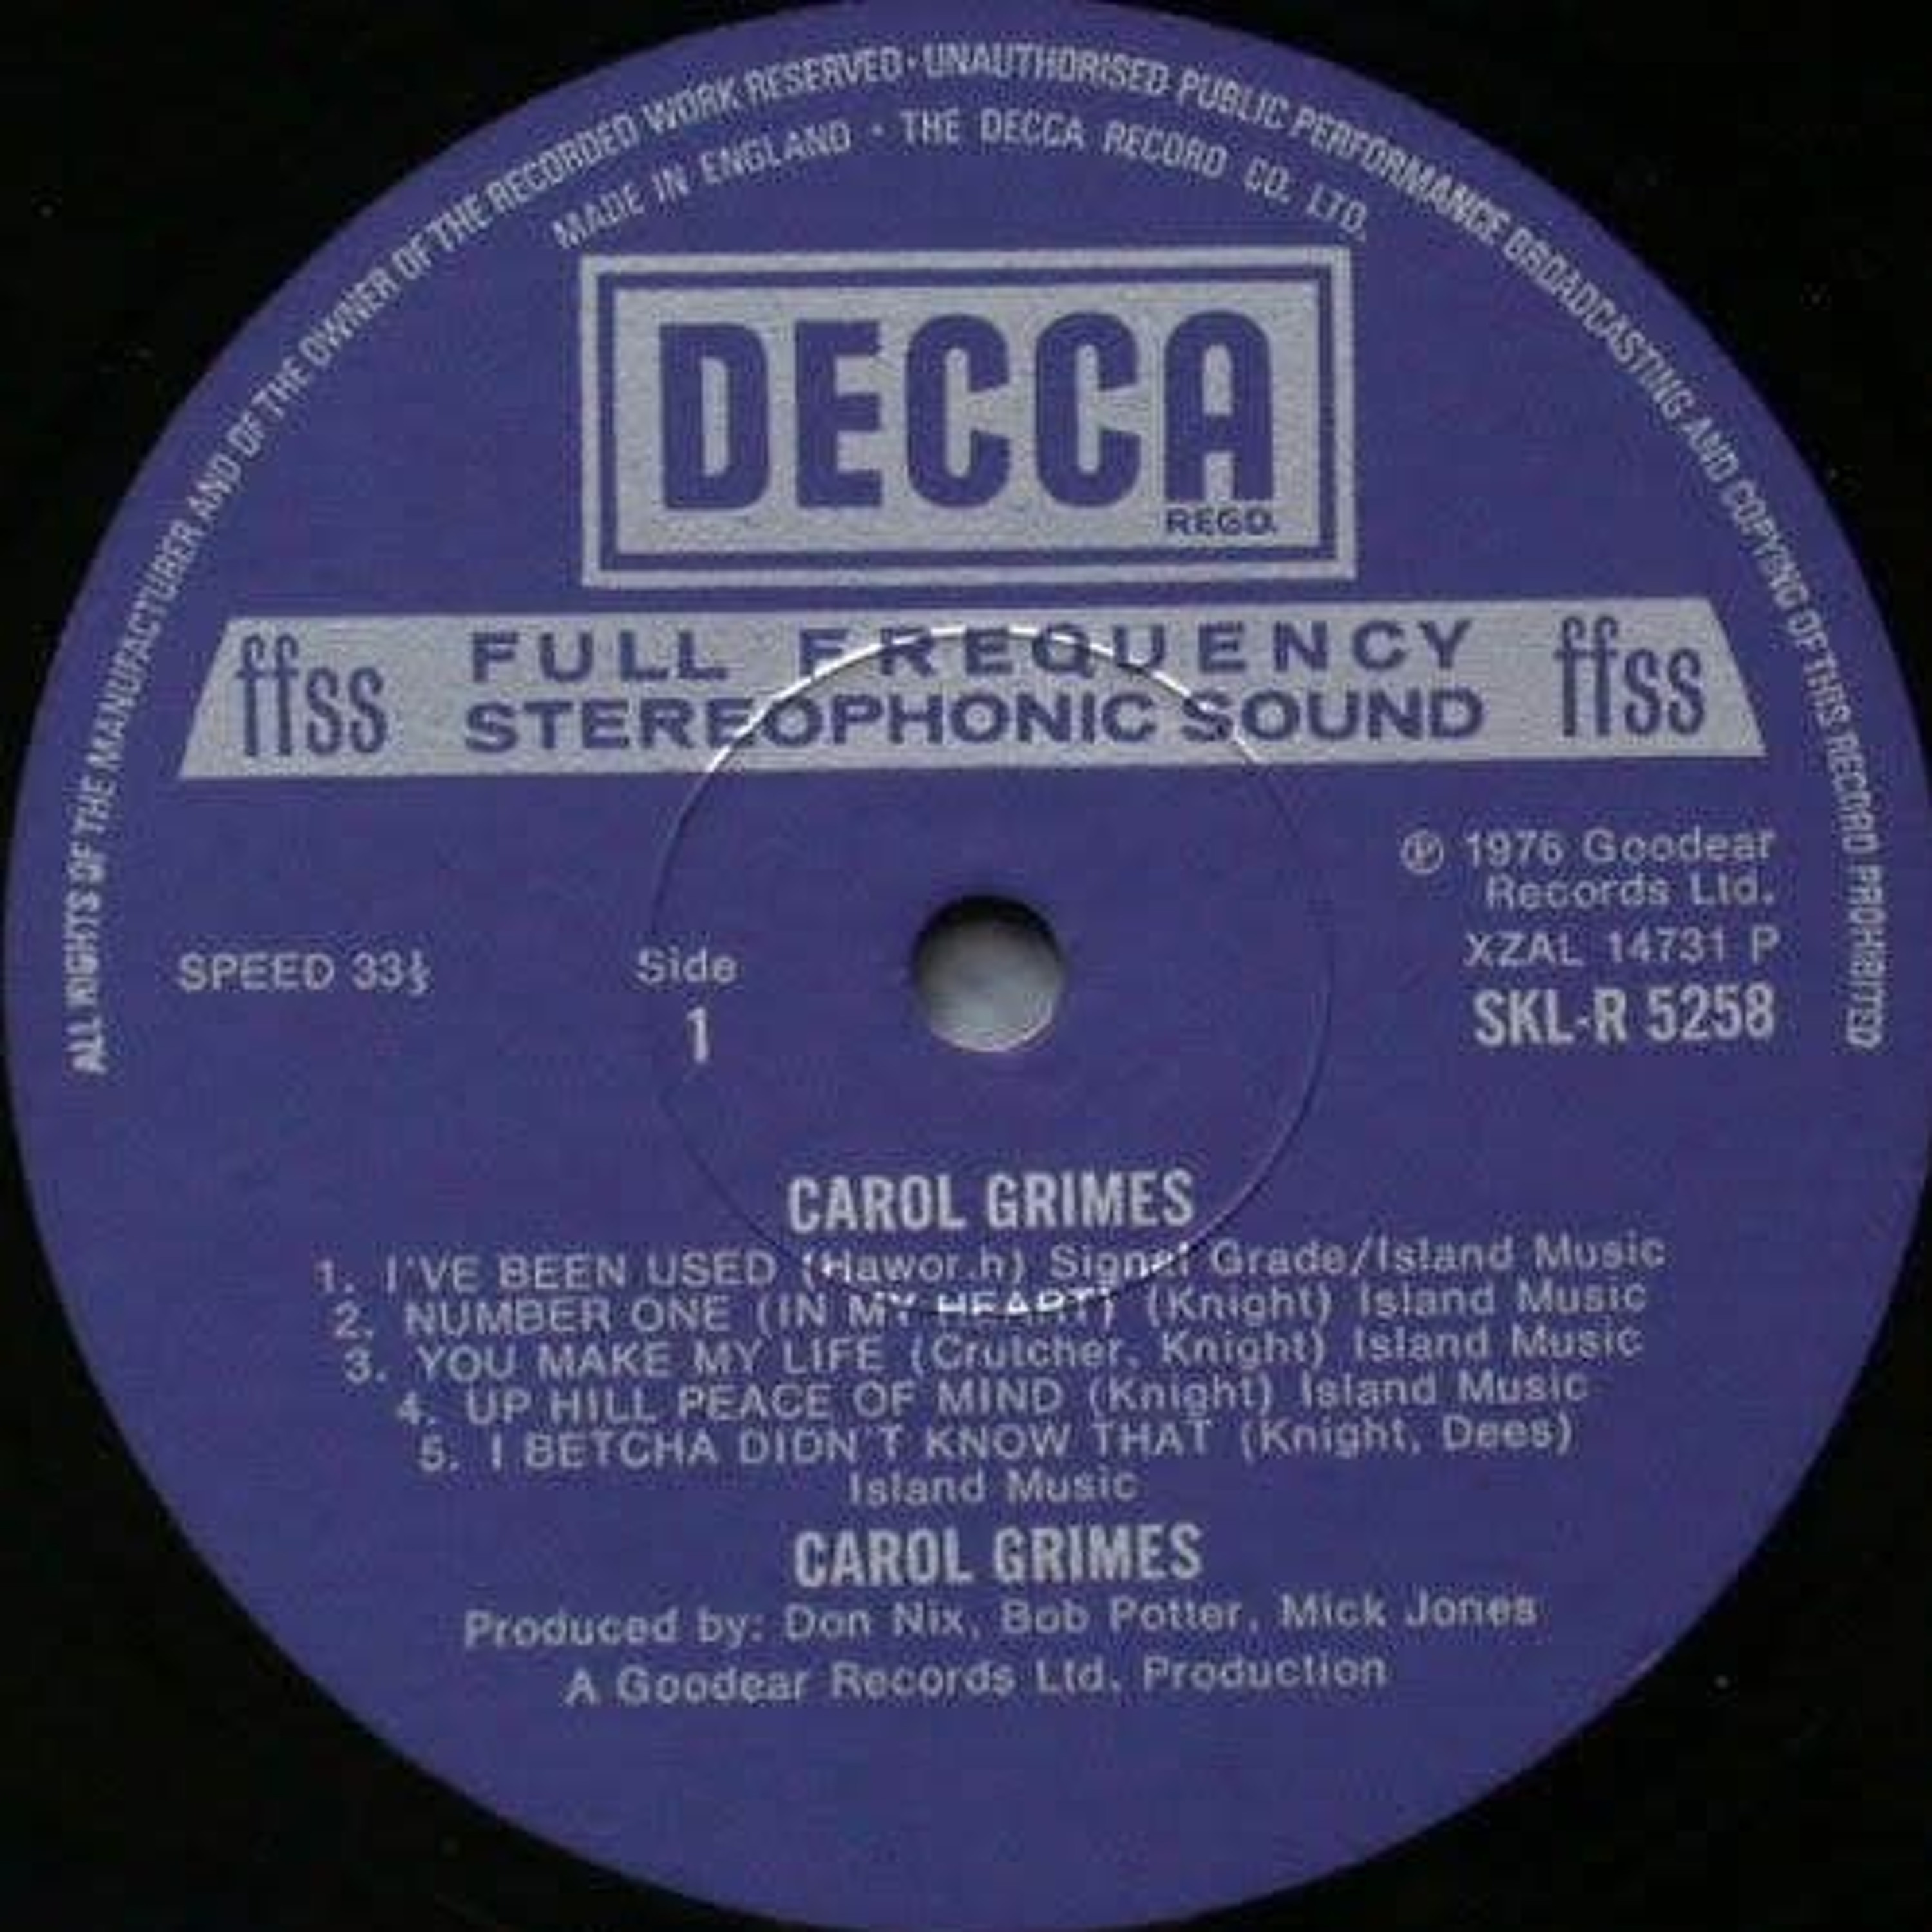 ALL RIGHTS OF THE MANUFACTURER AND OF THE OWNER OF THE RECORDED WORK RESERVED · UNAUTHORISED PUBLIC PERFORMANCE BROADCASTING AND COPYING OF THIS RECORD PROHIBITED
MADE IN ENGLAND · THE DECCA RECORD CO. LTD.
DECCA
REGD.
ffss FULL FREQUENCY ffss
STEREOPHONIC SOUND
℗ 1976 Goodear
Records Ltd.
XZAL 14731 P
SKL-R 5258
SPEED 33⅓
Side
1
CAROL GRIMES
1. I'VE BEEN USED (Hawor.h) Signal Grade/Island Music
2. NUMBER ONE (IN MY HEART) (Knight) Island Music
3. YOU MAKE MY LIFE (Crutcher, Knight) Island Music
4. UP HILL PEACE OF MIND (Knight) Island Music
5. I BETCHA DIDN'T KNOW THAT (Knight, Dees)
Island Music
CAROL GRIMES
Produced by: Don Nix, Bob Potter, Mick Jones
A Goodear Records Ltd. Production